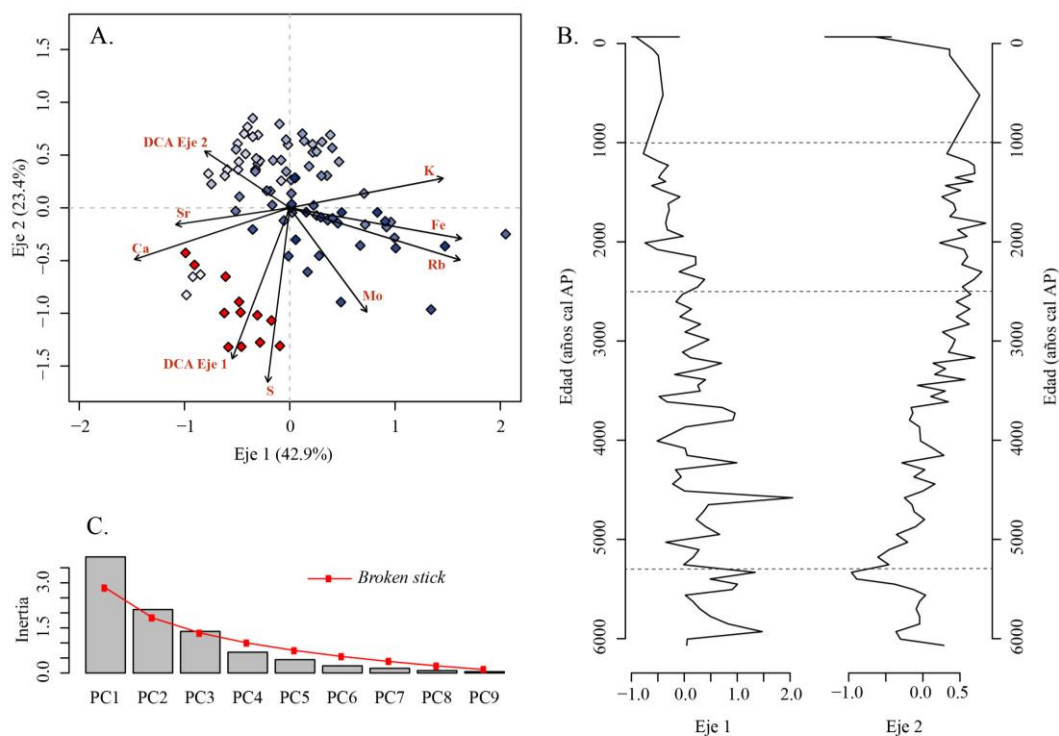 A.
1.5
1.0
0.5
0.0
−0.5
−1.0
−1.5
Eje 2 (23.4%)
DCA Eje 2
K
Sr
Fe
Ca
Rb
Mo
DCA Eje 1
S
−2
−1
0
1
2
Eje 1 (42.9%)
B.
0
1000
2000
3000
4000
5000
6000
Edad (años cal AP)
0
1000
2000
3000
4000
5000
6000
Edad (años cal AP)
−1.0
0.0
1.0
2.0
Eje 1
−1.0
0.5
Eje 2
C.
3.0
1.5
0.0
Inertia
Broken stick
PC1
PC2
PC3
PC4
PC5
PC6
PC7
PC8
PC9